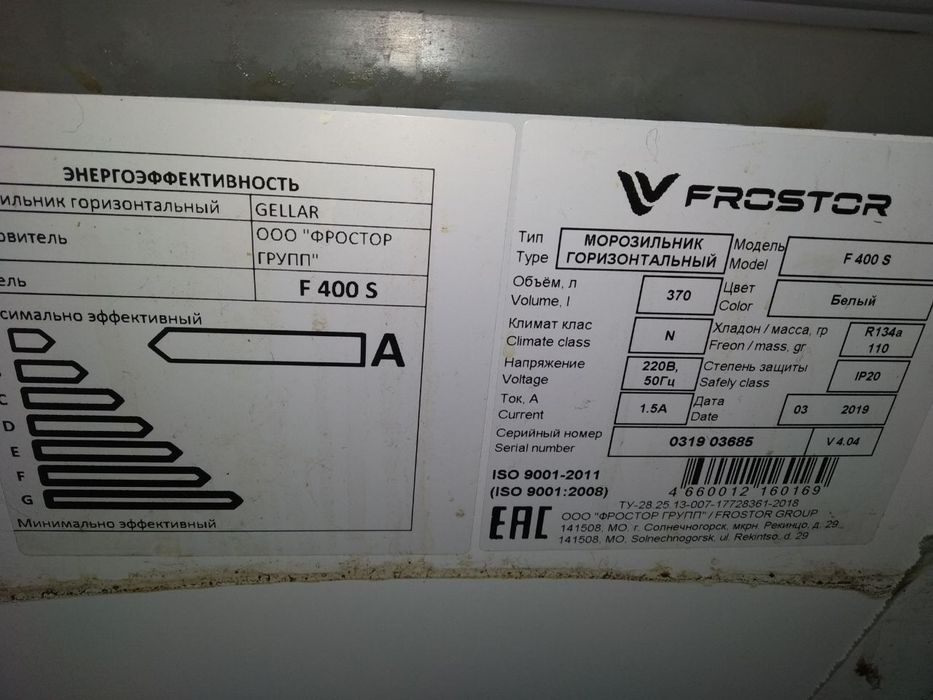 ЭНЕРГОЭФФЕКТИВНОСТЬ
ильник горизонтальный GELLAR
овитель ООО "ФРОСТОР
ГРУПП"
ель F 400 S
симально эффективный
A
C
D
E
F
G
Минимально эффективный
FROSTOR
Тип
Type
МОРОЗИЛЬНИК
ГОРИЗОНТАЛЬНЫЙ
Модель
Model
F 400 S
Объём, л
Volume, l
370
Цвет
Color
Белый
Климат клас
Climate class
N
Хладон / масса, гр
Freon / mass, gr
R134a
110
Напряжение
Voltage
220В,
50Гц
Степень защиты
Safely class
IP20
Ток, А
Current
1.5A
Дата
Date
03 2019
Серийный номер
Serial number
0319 03685
V 4.04
ISO 9001-2011
(ISO 9001:2008)
4 660012 160169
EAC
ТУ-28.25.13-007-17728361-2018
ООО "ФРОСТОР ГРУПП" / FROSTOR GROUP
141508, МО, г. Солнечногорск, мкрн. Рекинцо, д. 29
141508, MO, Solnechnogorsk, ul. Rekintso, d. 29